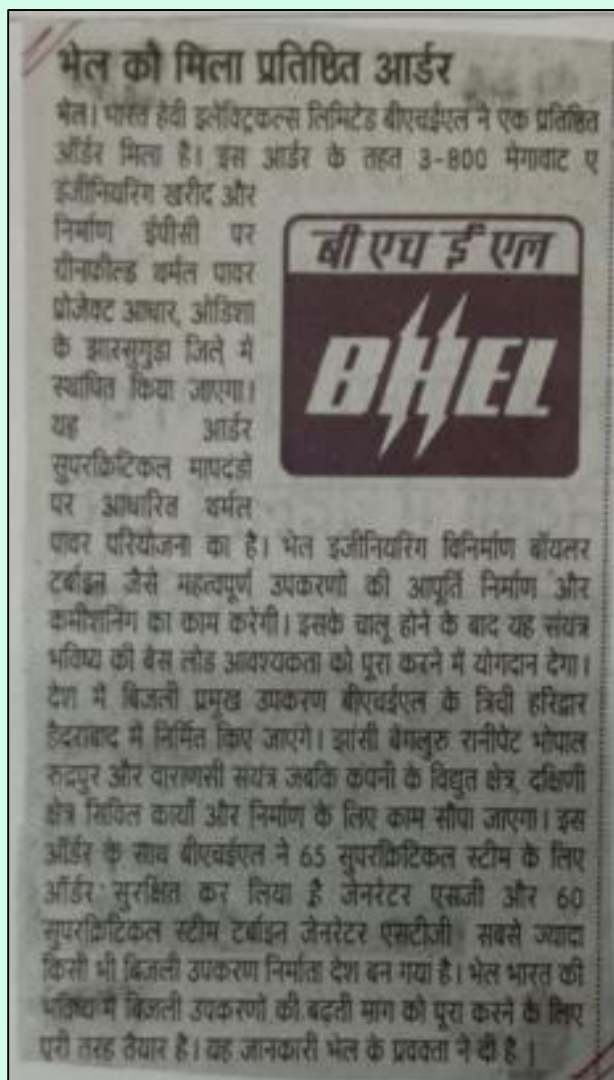 भेल को मिला प्रतिष्ठित आर्डर
भेल। भारत हेवी इलेक्ट्रिकल्स लिमिटेड बीएचईएल ने एक प्रतिष्ठित
ऑर्डर मिला है। इस आर्डर के तहत 3-800 मेगावाट ए
इंजीनियरिंग खरीद और
निर्माण ईपीसी पर
ग्रीनफील्ड थर्मल पावर
प्रोजेक्ट आधार, ओडिशा
के झारसुगुडा जिले में
स्थापित किया जाएगा।
यह आर्डर
सुपरक्रिटिकल मापदंडों
पर आधारित थर्मल
बी एच ई एल
BHEL
पावर परियोजना का है। भेल इंजीनियरिंग विनिर्माण बॉयलर
टर्बाइन जैसे महत्वपूर्ण उपकरणों की आपूर्ति निर्माण और
कमीशनिंग का काम करेगी। इसके चालू होने के बाद यह संयंत्र
भविष्य की बेस लोड आवश्यकता को पूरा करने में योगदान देगा।
देश में बिजली प्रमुख उपकरण बीएचईएल के त्रिची हरिद्वार
हैदराबाद में निर्मित किए जाएंगे। झांसी बेंगलुरु रानीपेट भोपाल
रुद्रपुर और वाराणसी संयंत्र जबकि कंपनी के विद्युत क्षेत्र, दक्षिणी
क्षेत्र सिविल कार्यों और निर्माण के लिए काम सौंपा जाएगा। इस
ऑर्डर के साथ बीएचईएल ने 65 सुपरक्रिटिकल स्टीम के लिए
ऑर्डर सुरक्षित कर लिया है जेनरेटर एसजी और 60
सुपरक्रिटिकल स्टीम टर्बाइन जेनरेटर एसटीजी सबसे ज्यादा
किसी भी बिजली उपकरण निर्माता देश बन गया है। भेल भारत की
भविष्य में बिजली उपकरणों की बढ़ती मांग को पूरा करने के लिए
पूरी तरह तैयार है। यह जानकारी भेल के प्रवक्ता ने दी है।